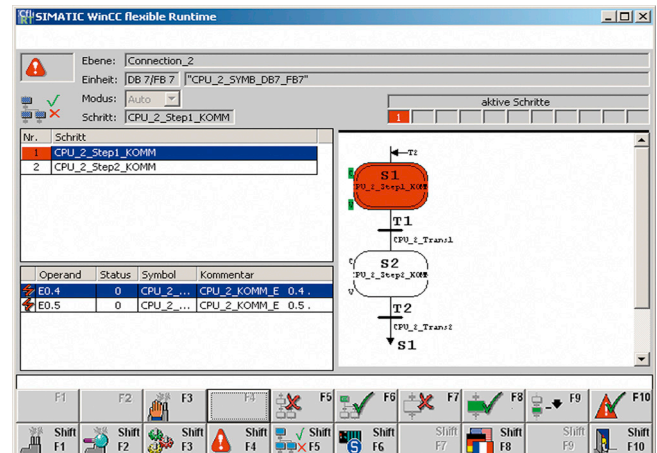 SIMATIC WinCC flexible Runtime
Ebene: Connection_2
Einheit: DB 7/FB 7 "CPU_2_SYMB_DB7_FB7"
Modus: Auto
aktive Schritte
Schritt: CPU_2_Step1_KOMM
1
Nr. Schritt
1 CPU_2_Step1_KOMM
2 CPU_2_Step2_KOMM
T2
S1
PU_2_Step1_KOM
T1
CPU_2_Trans1
C
S2
PU_2_Step2_KOM
V
T2
CPU_2_Trans2
S1
Operand Status Symbol Kommentar
E0.4 0 CPU_2_... CPU_2_KOMM_E 0.4 .
E0.5 0 CPU_2_... CPU_2_KOMM_E 0.5 .
F1 F2 F3 F4 F5 F6 F7 F8 F9 F10
Shift Shift Shift Shift Shift Shift Shift Shift Shift Shift
F1 F2 F3 F4 F5 F6 F7 F8 F9 F10